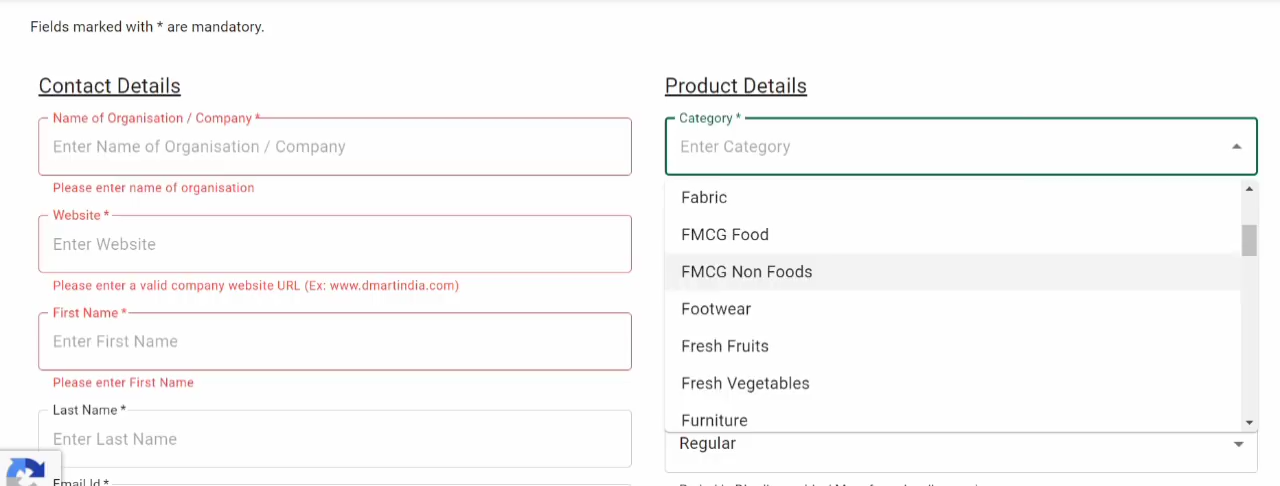 Fields marked with * are mandatory.
Contact Details
Name of Organisation / Company *
Enter Name of Organisation / Company
Please enter name of organisation
Website *
Enter Website
Please enter a valid company website URL (Ex: www.dmartindia.com)
First Name *
Enter First Name
Please enter First Name
Last Name *
Enter Last Name
Email Id *
Product Details
Category *
Enter Category
Fabric
FMCG Food
FMCG Non Foods
Footwear
Fresh Fruits
Fresh Vegetables
Furniture
Regular